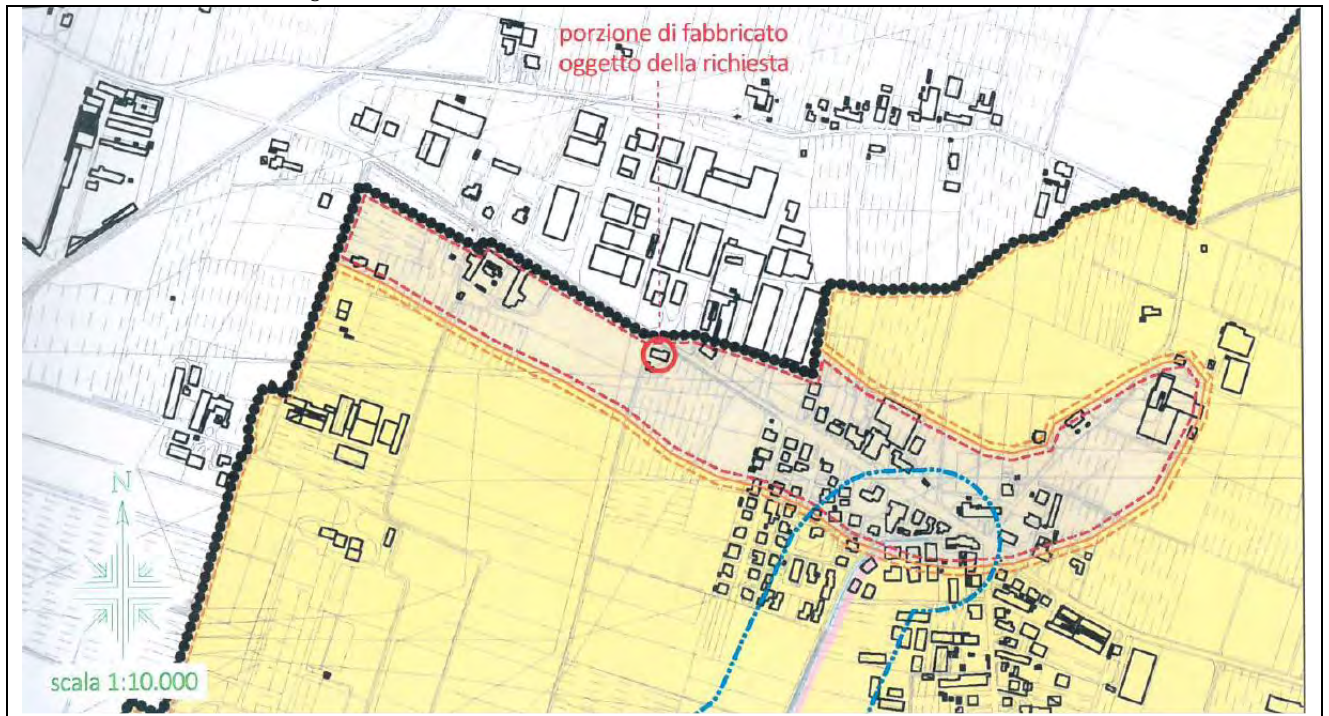 porzione di fabbricato
oggetto della richiesta
N
scala 1:10.000